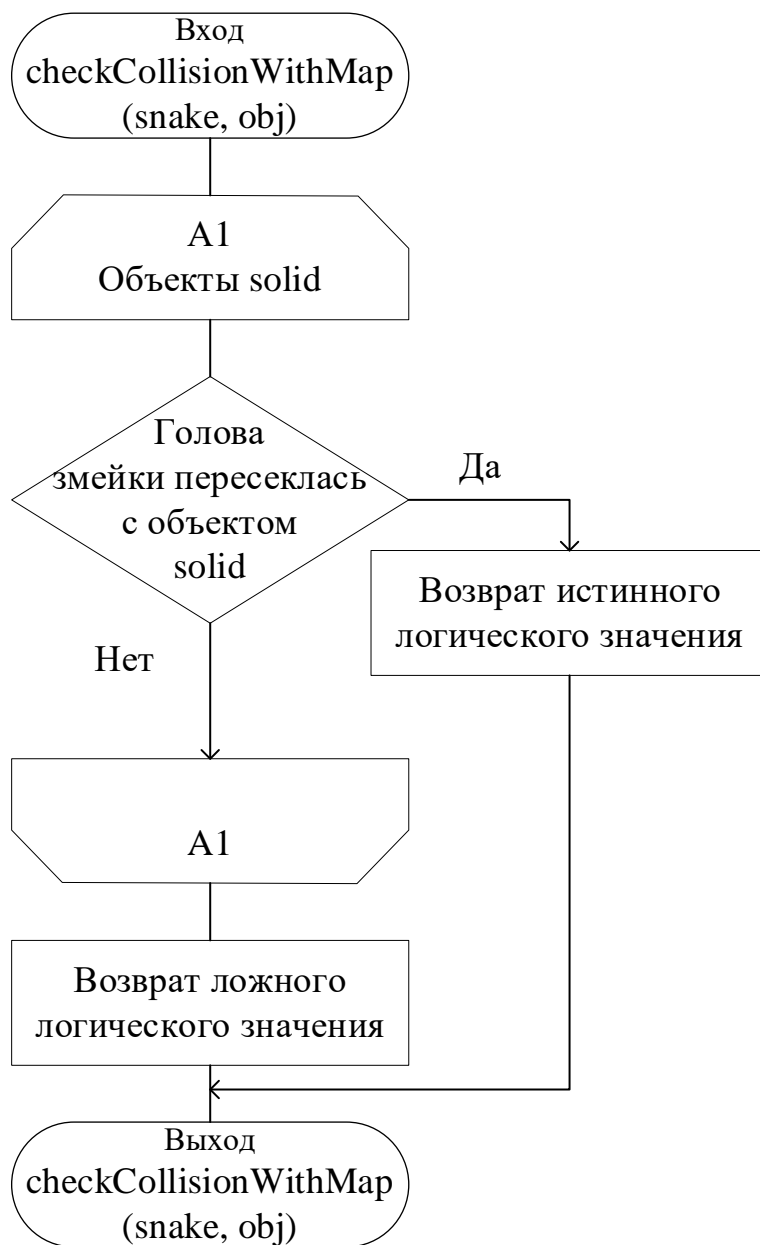 Вход
checkCollisionWithMap
(snake, obj)
A1
Объекты solid
Голова
змейки пересеклась
с объектом
solid
Да
Возврат истинного
логического значения
Нет
A1
Возврат ложного
логического значения
Выход
checkCollisionWithMap
(snake, obj)